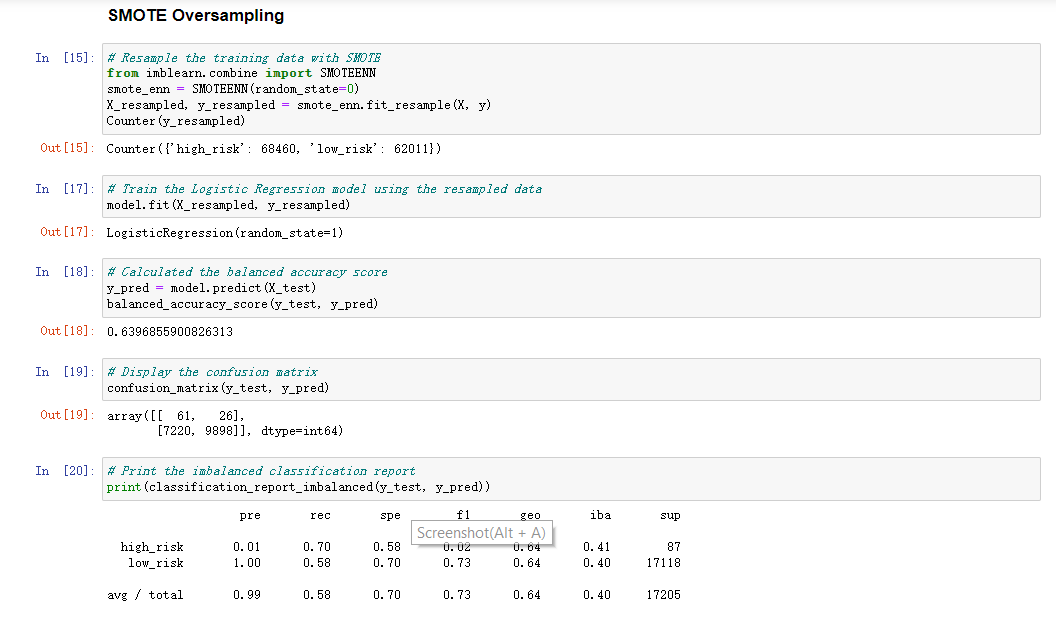 SMOTE Oversampling
In [15]: # Resample the training data with SMOTE
from imblearn.combine import SMOTEENN
smote_enn = SMOTEENN(random_state=0)
X_resampled, y_resampled = smote_enn.fit_resample(X, y)
Counter(y_resampled)
Out[15]: Counter({'high_risk': 68460, 'low_risk': 62011})
In [17]: # Train the Logistic Regression model using the resampled data
model.fit(X_resampled, y_resampled)
Out[17]: LogisticRegression(random_state=1)
In [18]: # Calculated the balanced accuracy score
y_pred = model.predict(X_test)
balanced_accuracy_score(y_test, y_pred)
Out[18]: 0.6396855900826313
In [19]: # Display the confusion matrix
confusion_matrix(y_test, y_pred)
Out[19]: array([[ 61, 26],
[7220, 9898]], dtype=int64)
In [20]: # Print the imbalanced classification report
print(classification_report_imbalanced(y_test, y_pred))
pre rec spe f1 geo iba sup
Screenshot(Alt + A)
high_risk 0.01 0.70 0.58 0.02 0.64 0.41 87
low_risk 1.00 0.58 0.70 0.73 0.64 0.40 17118
avg / total 0.99 0.58 0.70 0.73 0.64 0.40 17205